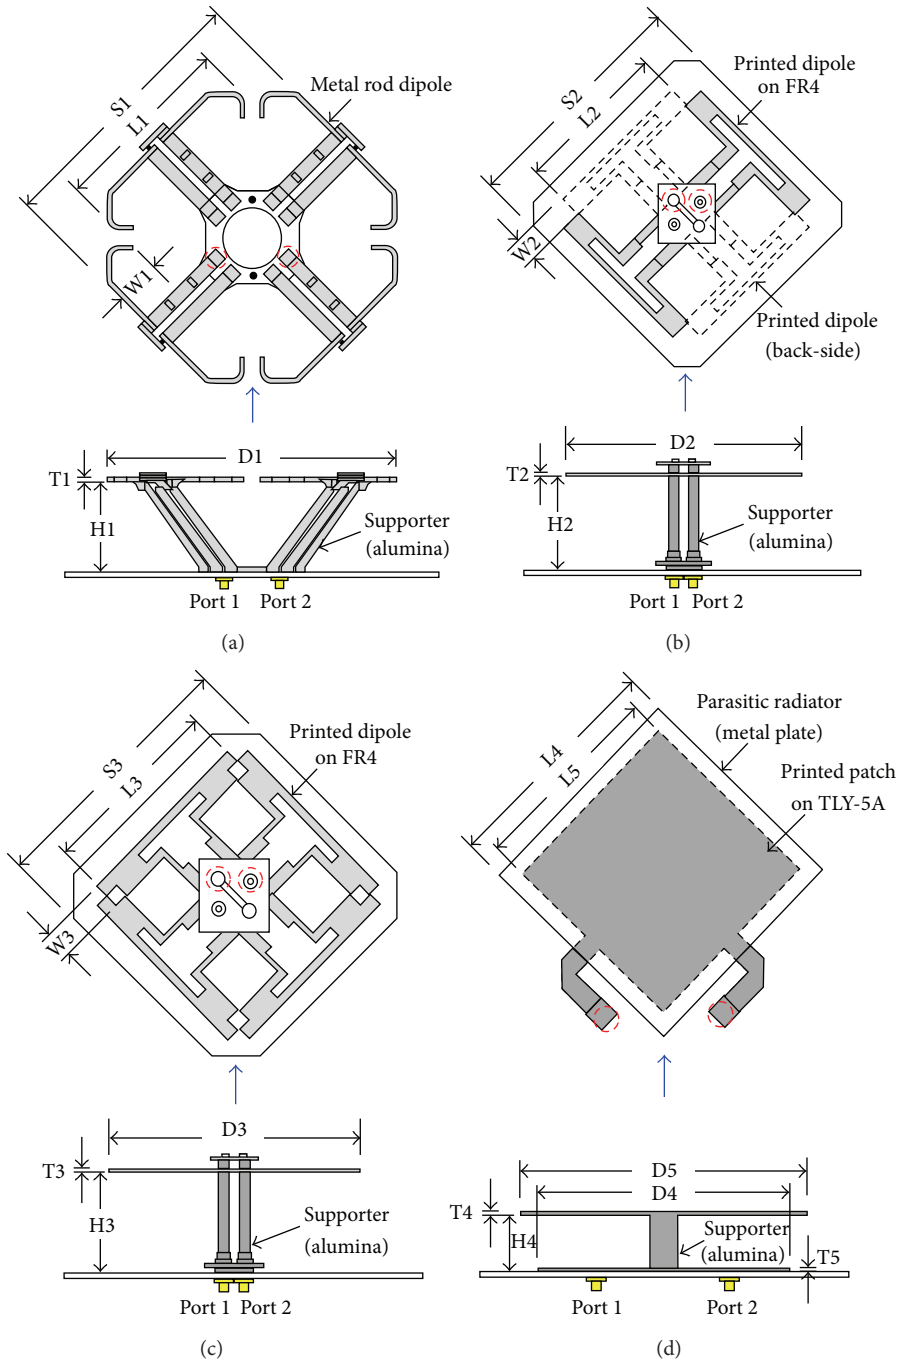 S1
L1
Metal rod dipole
W1
D1
T1
H1
Supporter
(alumina)
Port 1
Port 2
(a)
S2
L2
Printed dipole
on FR4
W2
Printed dipole
(back-side)
D2
T2
H2
Supporter
(alumina)
Port 1
Port 2
(b)
S3
L3
Printed dipole
on FR4
W3
D3
T3
H3
Supporter
(alumina)
Port 1
Port 2
(c)
L4
L5
Parasitic radiator
(metal plate)
Printed patch
on TLY-5A
D5
D4
T4
H4
Supporter
(alumina)
T5
Port 1
Port 2
(d)